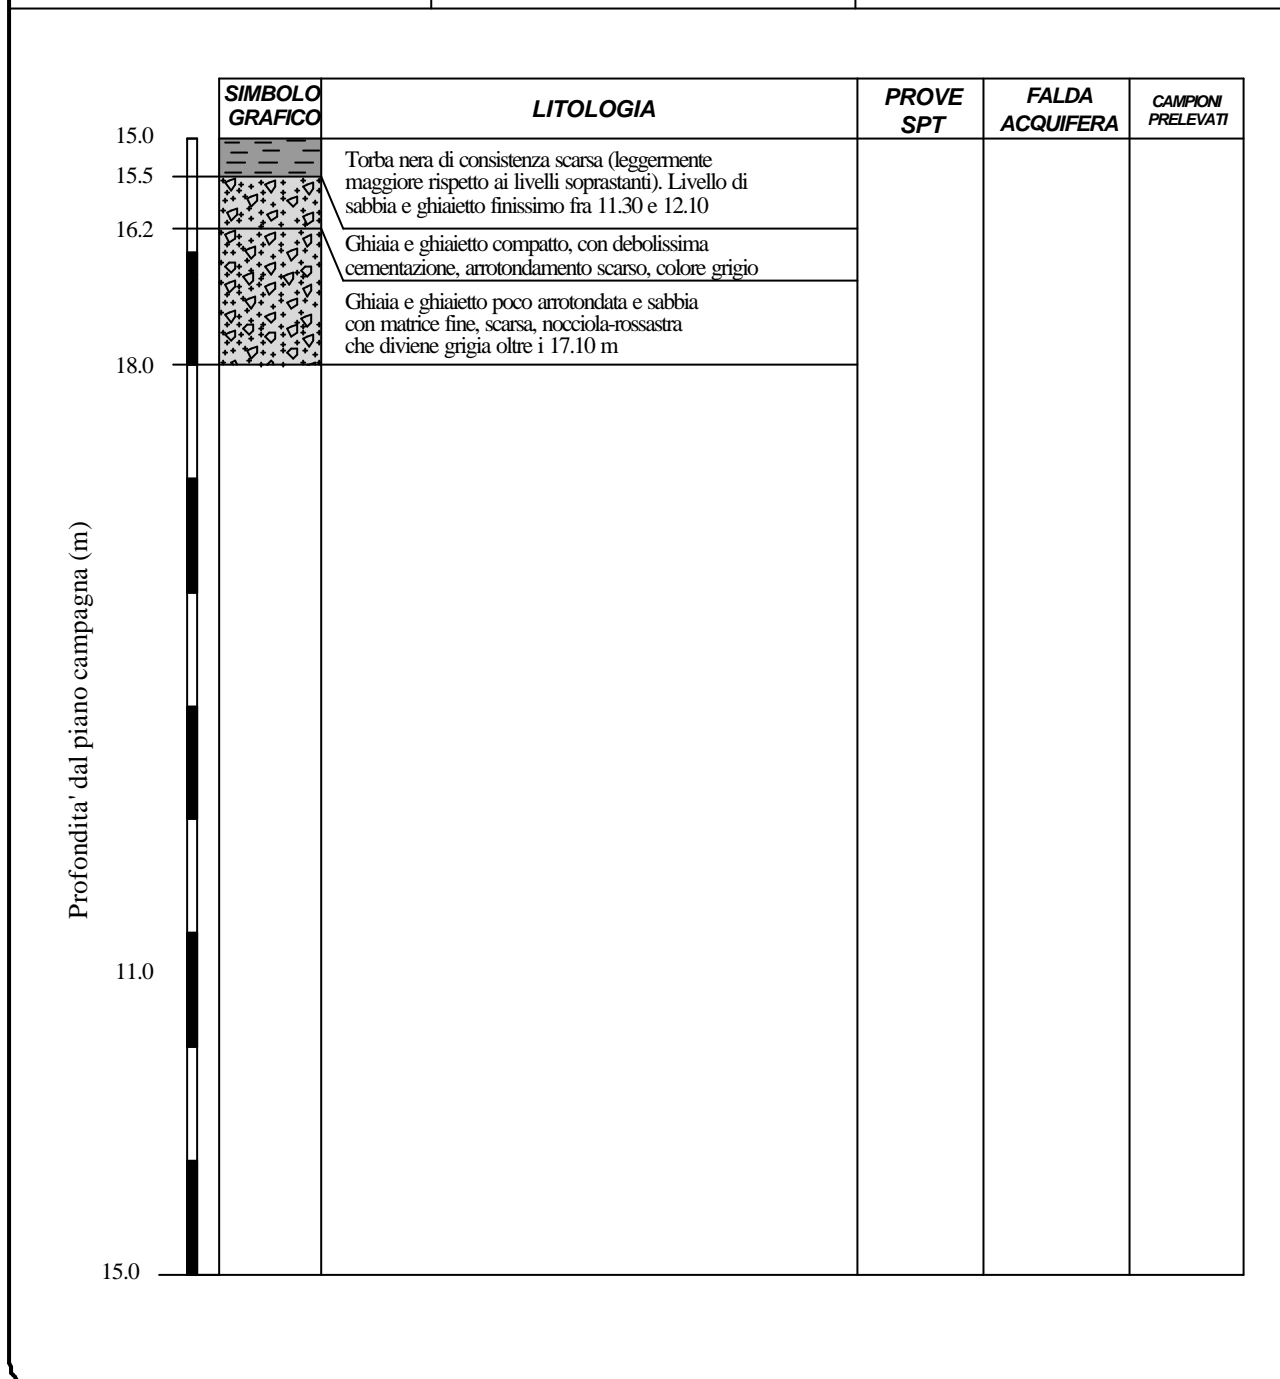 SIMBOLO
GRAFICO
LITOLOGIA
PROVE
SPT
FALDA
ACQUIFERA
CAMPIONI
PRELEVATI
15.0
Torba nera di consistenza scarsa (leggermente
maggiore rispetto ai livelli soprastanti). Livello di
sabbia e ghiaietto finissimo fra 11.30 e 12.10
15.5
16.2
Ghiaia e ghiaietto compatto, con debolissima
cementazione, arrotondamento scarso, colore grigio
Ghiaia e ghiaietto poco arrotondata e sabbia
con matrice fine, scarsa, nocciola-rossastra
che diviene grigia oltre i 17.10 m
18.0
Profondita' dal piano campagna (m)
11.0
15.0